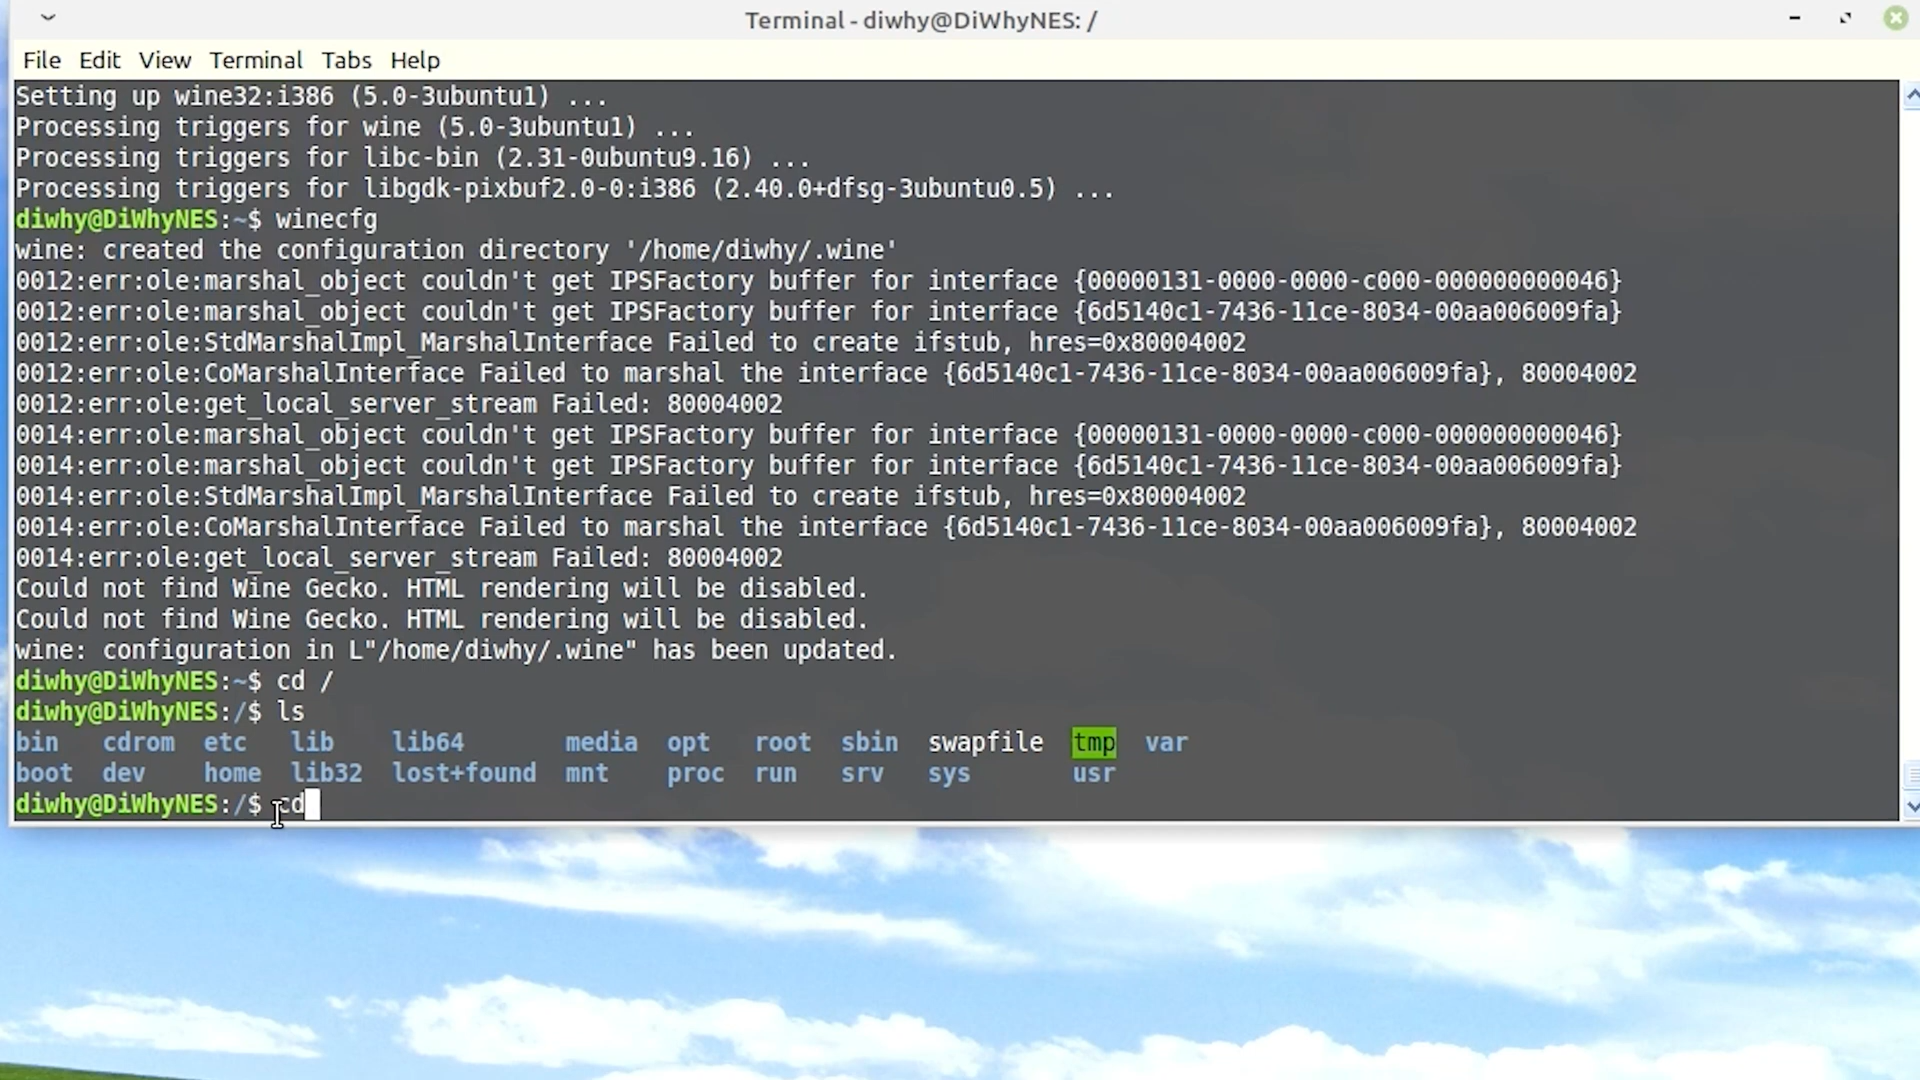 Terminal - diwhy@DiWhyNES: /
File Edit View Terminal Tabs Help
Setting up wine32:i386 (5.0-3ubuntu1) ...
Processing triggers for wine (5.0-3ubuntu1) ...
Processing triggers for libc-bin (2.31-0ubuntu9.16) ...
Processing triggers for libgdk-pixbuf2.0-0:i386 (2.40.0+dfsg-3ubuntu0.5) ...
diwhy@DiWhyNES:~$ winecfg
wine: created the configuration directory '/home/diwhy/.wine'
0012:err:ole:marshal_object couldn't get IPSFactory buffer for interface {00000131-0000-0000-c000-000000000046}
0012:err:ole:marshal_object couldn't get IPSFactory buffer for interface {6d5140c1-7436-11ce-8034-00aa006009fa}
0012:err:ole:StdMarshalImpl_MarshalInterface Failed to create ifstub, hres=0x80004002
0012:err:ole:CoMarshalInterface Failed to marshal the interface {6d5140c1-7436-11ce-8034-00aa006009fa}, 80004002
0012:err:ole:get_local_server_stream Failed: 80004002
0014:err:ole:marshal_object couldn't get IPSFactory buffer for interface {00000131-0000-0000-c000-000000000046}
0014:err:ole:marshal_object couldn't get IPSFactory buffer for interface {6d5140c1-7436-11ce-8034-00aa006009fa}
0014:err:ole:StdMarshalImpl_MarshalInterface Failed to create ifstub, hres=0x80004002
0014:err:ole:CoMarshalInterface Failed to marshal the interface {6d5140c1-7436-11ce-8034-00aa006009fa}, 80004002
0014:err:ole:get_local_server_stream Failed: 80004002
Could not find Wine Gecko. HTML rendering will be disabled.
Could not find Wine Gecko. HTML rendering will be disabled.
wine: configuration in L"/home/diwhy/.wine" has been updated.
diwhy@DiWhyNES:~$ cd /
diwhy@DiWhyNES:/$ ls
bin cdrom etc lib lib64 media opt root sbin swapfile tmp var
boot dev home lib32 lost+found mnt proc run srv sys usr
diwhy@DiWhyNES:/$ cd